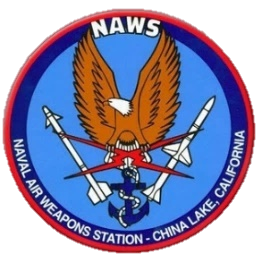 NAWS
NAVAL AIR WEAPONS STATION - CHINA LAKE, CALIFORNIA